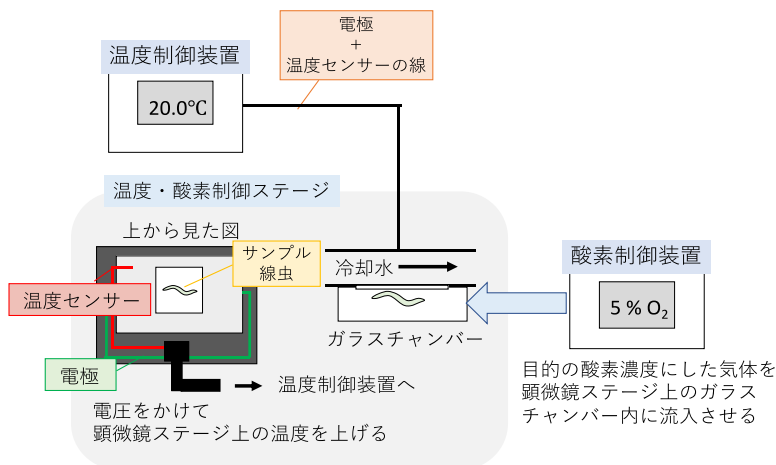 電極
+
温度センサーの線
温度制御装置
20.0℃
温度・酸素制御ステージ
上から見た図
サンプル
線虫
温度センサー
電極
冷却水
ガラスチャンバー
温度制御装置へ
電圧をかけて
顕微鏡ステージ上の温度を上げる
酸素制御装置
5 % O₂
目的の酸素濃度にした気体を
顕微鏡ステージ上のガラス
チャンバー内に流入させる